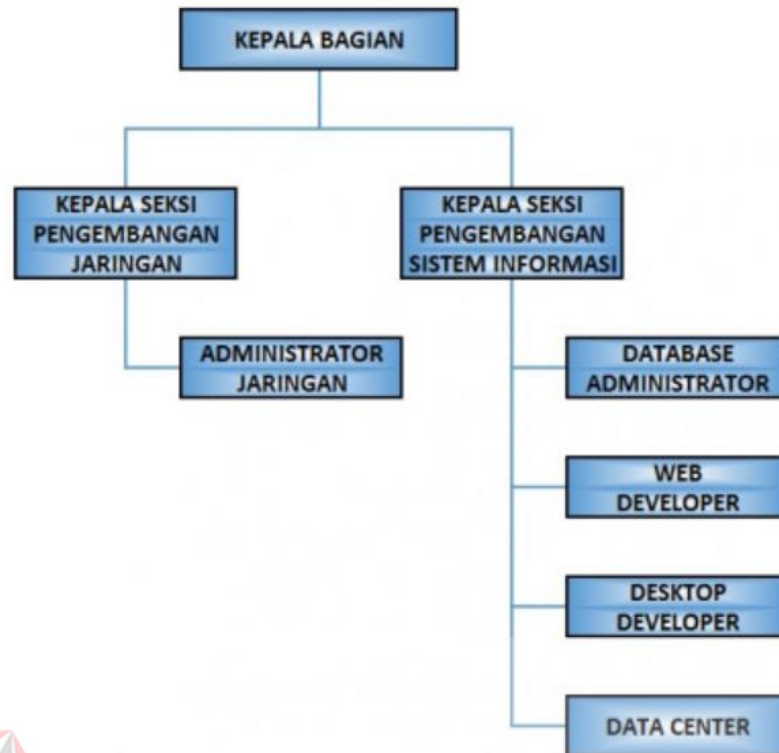 KEPALA BAGIAN
KEPALA SEKSI
PENGEMBANGAN
JARINGAN
KEPALA SEKSI
PENGEMBANGAN
SISTEM INFORMASI
ADMINISTRATOR
JARINGAN
DATABASE
ADMINISTRATOR
WEB
DEVELOPER
DESKTOP
DEVELOPER
DATA CENTER